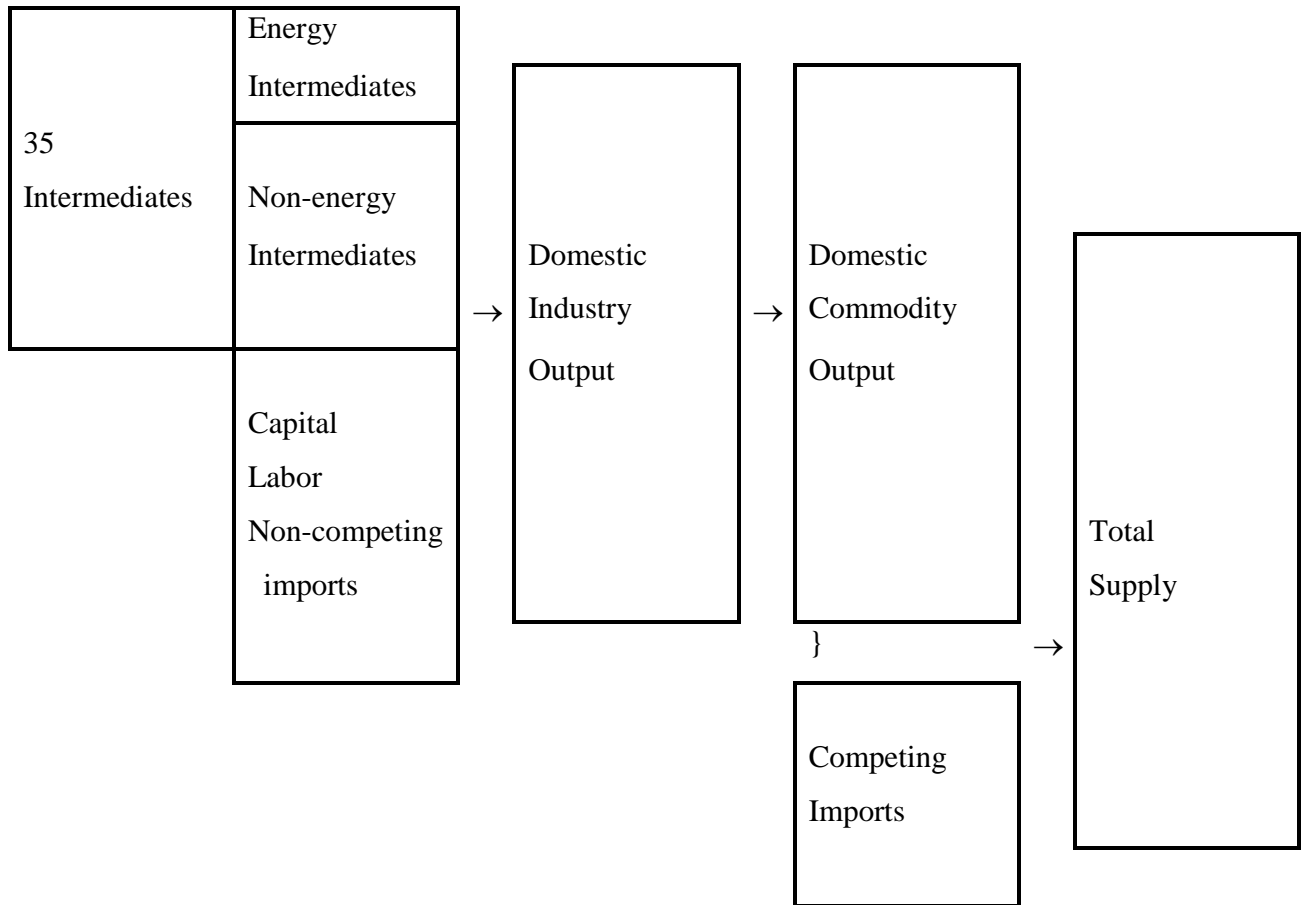 35
Intermediates
Energy
Intermediates
Non-energy
Intermediates
Capital
Labor
Non-competing
imports
→
Domestic
Industry
Output
→
Domestic
Commodity
Output
}
Competing
Imports
→
Total
Supply